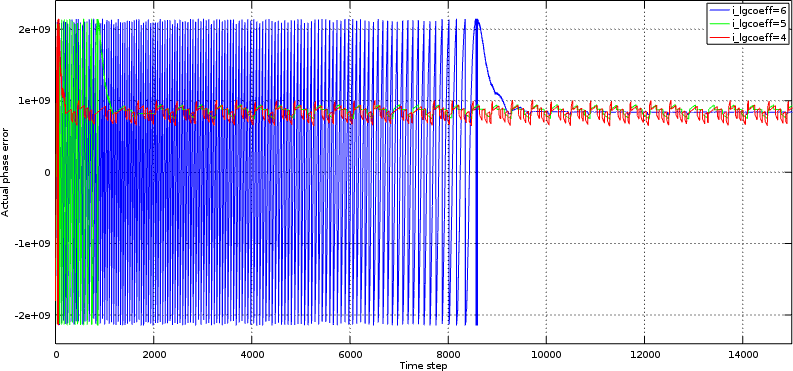 2e+09
1e+09
0
-1e+09
-2e+09
Actual phase error
0 2000 4000 6000 8000 10000 12000 14000
Time step
i_lgcoeff=6
i_lgcoeff=5
i_lgcoeff=4